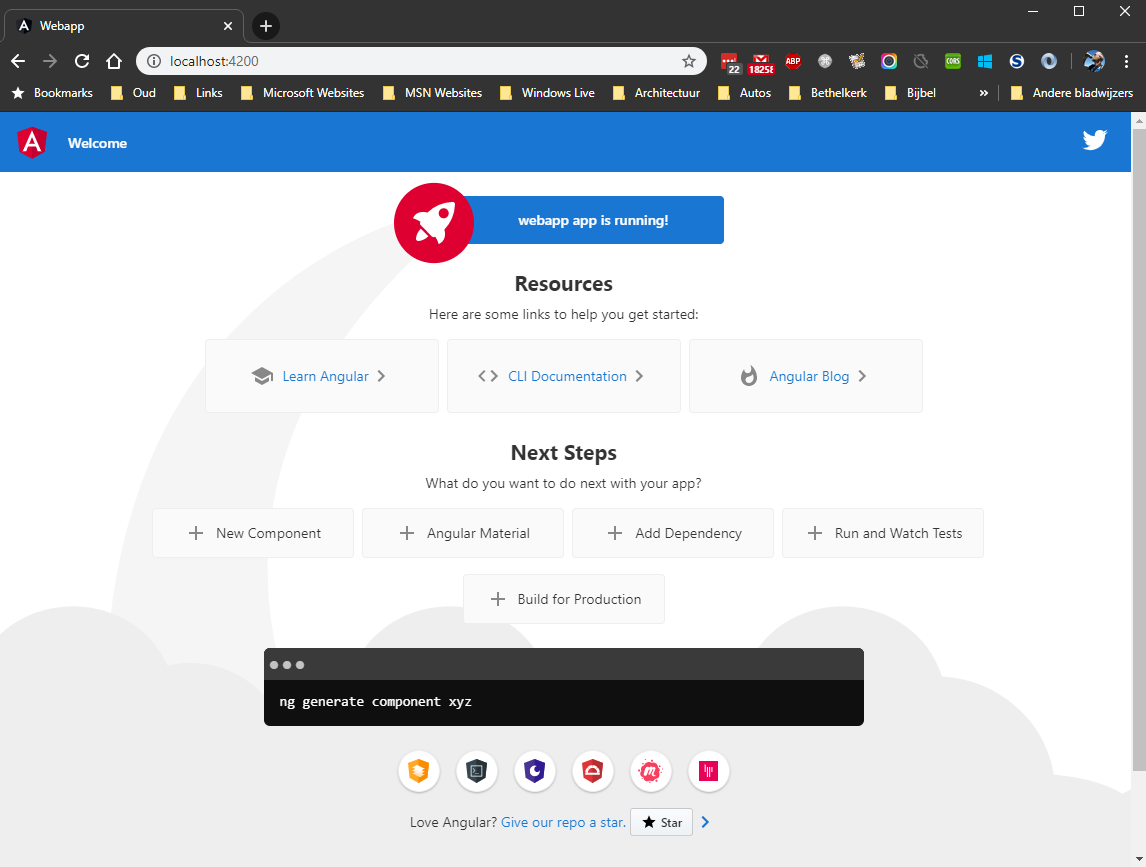 Webapp
localhost:4200
22
18258
ABP
CORS
S
Bookmarks Oud Links Microsoft Websites MSN Websites Windows Live Architectuur Autos Bethelkerk Bijbel » Andere bladwijzers
A Welcome
webapp app is running!
Resources
Here are some links to help you get started:
Learn Angular CLI Documentation Angular Blog
Next Steps
What do you want to do next with your app?
New Component Angular Material Add Dependency Run and Watch Tests
Build for Production
ng generate component xyz
m
Love Angular? Give our repo a star. Star